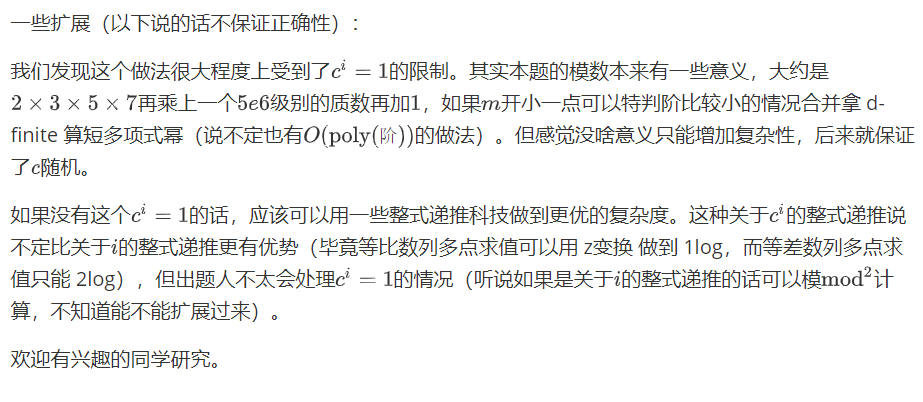 一些扩展（以下说的话不保证正确性）：
我们发现这个做法很大程度上受到了$c^i = 1$的限制。其实本题的模数本来有一些意义，大约是
$2 \times 3 \times 5 \times 7$再乘上一个$5e6$级别的质数再加$1$，如果$m$开小一点可以特判阶比较小的情况合并拿 d-
finite 算短多项式幂（说不定也有$O(\text{poly}(阶))$的做法）。但感觉没啥意义只能增加复杂性，后来就保证
了$c$随机。
如果没有这个$c^i = 1$的话，应该可以用一些整式递推科技做到更优的复杂度。这种关于$c^i$的整式递推说
不定比关于$i$的整式递推更有优势（毕竟等比数列多点求值可以用 z变换 做到 1log，而等差数列多点求
值只能 2log），但出题人不太会处理$c^i = 1$的情况（听说如果是关于$i$的整式递推的话可以模$\text{mod}^2$计
算，不知道能不能扩展过来）。
欢迎有兴趣的同学研究。